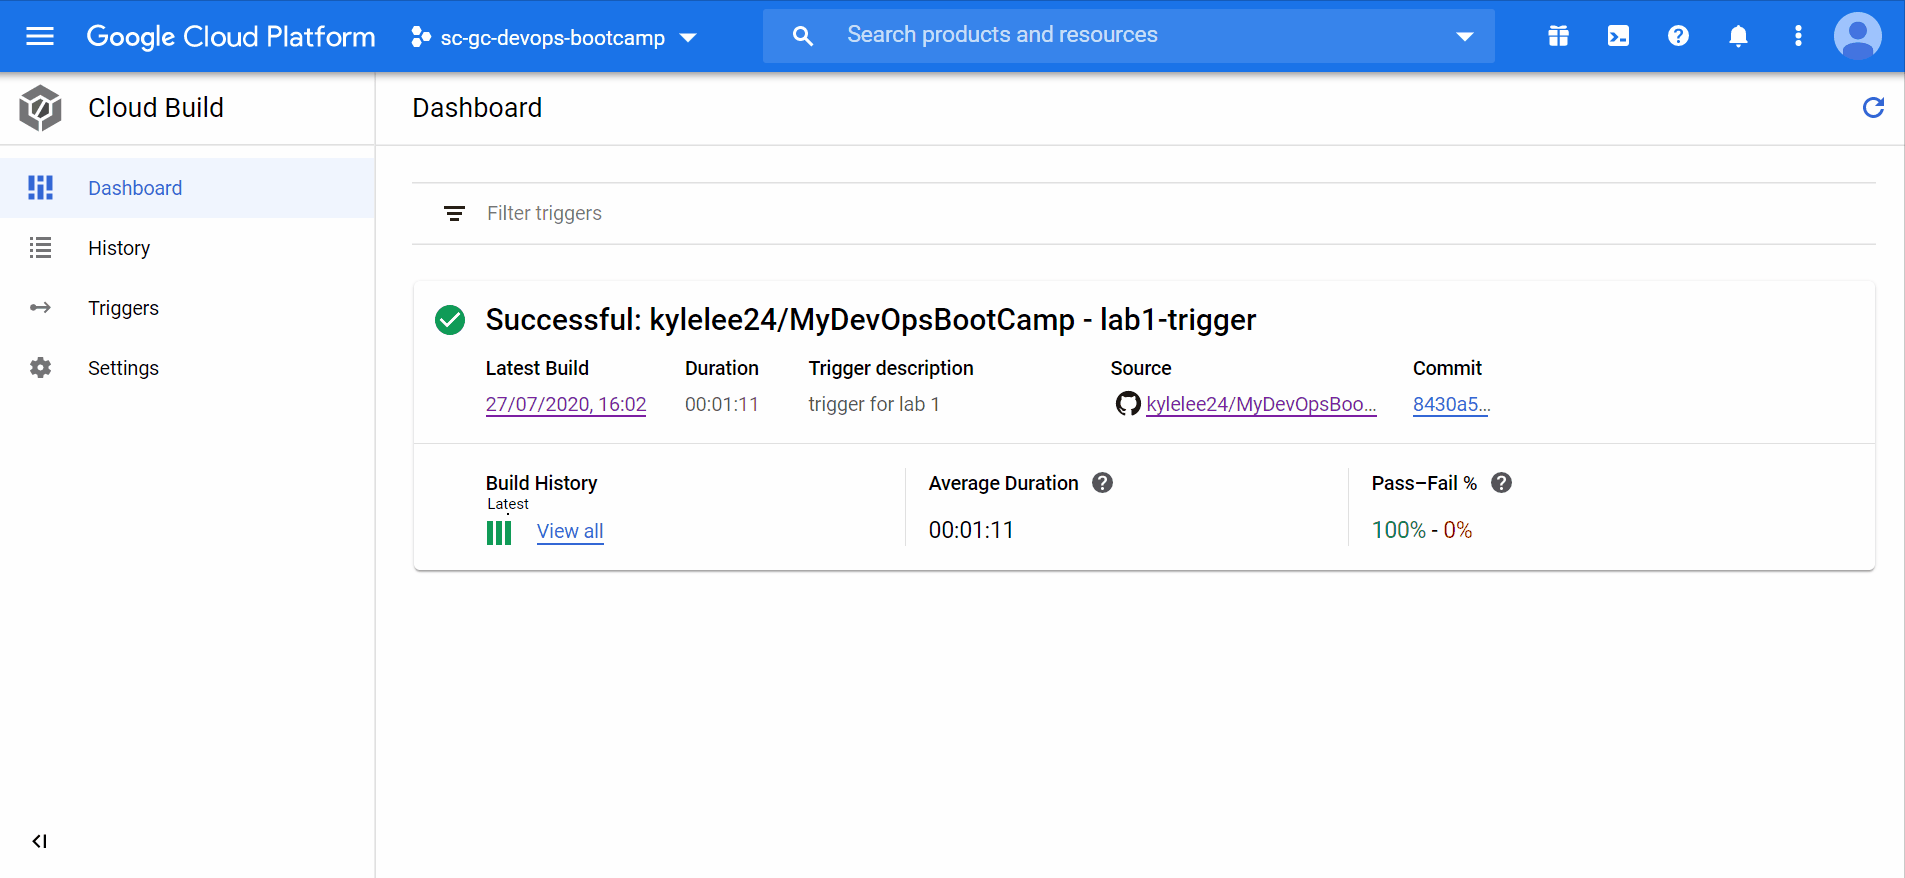 Google Cloud Platform
sc-gc-devops-bootcamp
Search products and resources
Cloud Build
Dashboard
Dashboard
History
Triggers
Settings
Filter triggers
Successful: kylelee24/MyDevOpsBootCamp - lab1-trigger
Latest Build Duration Trigger description Source Commit
27/07/2020, 16:02 00:01:11 trigger for lab 1 kylelee24/MyDevOpsBoo... 8430a5...
Build History
Latest
View all
Average Duration
00:01:11
Pass–Fail %
100% - 0%